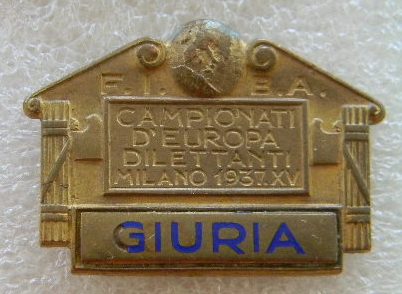 F. I. B. A.
CAMPIONATI
D'EUROPA
DILETTANTI
MILANO 1937.XV
GIURIA